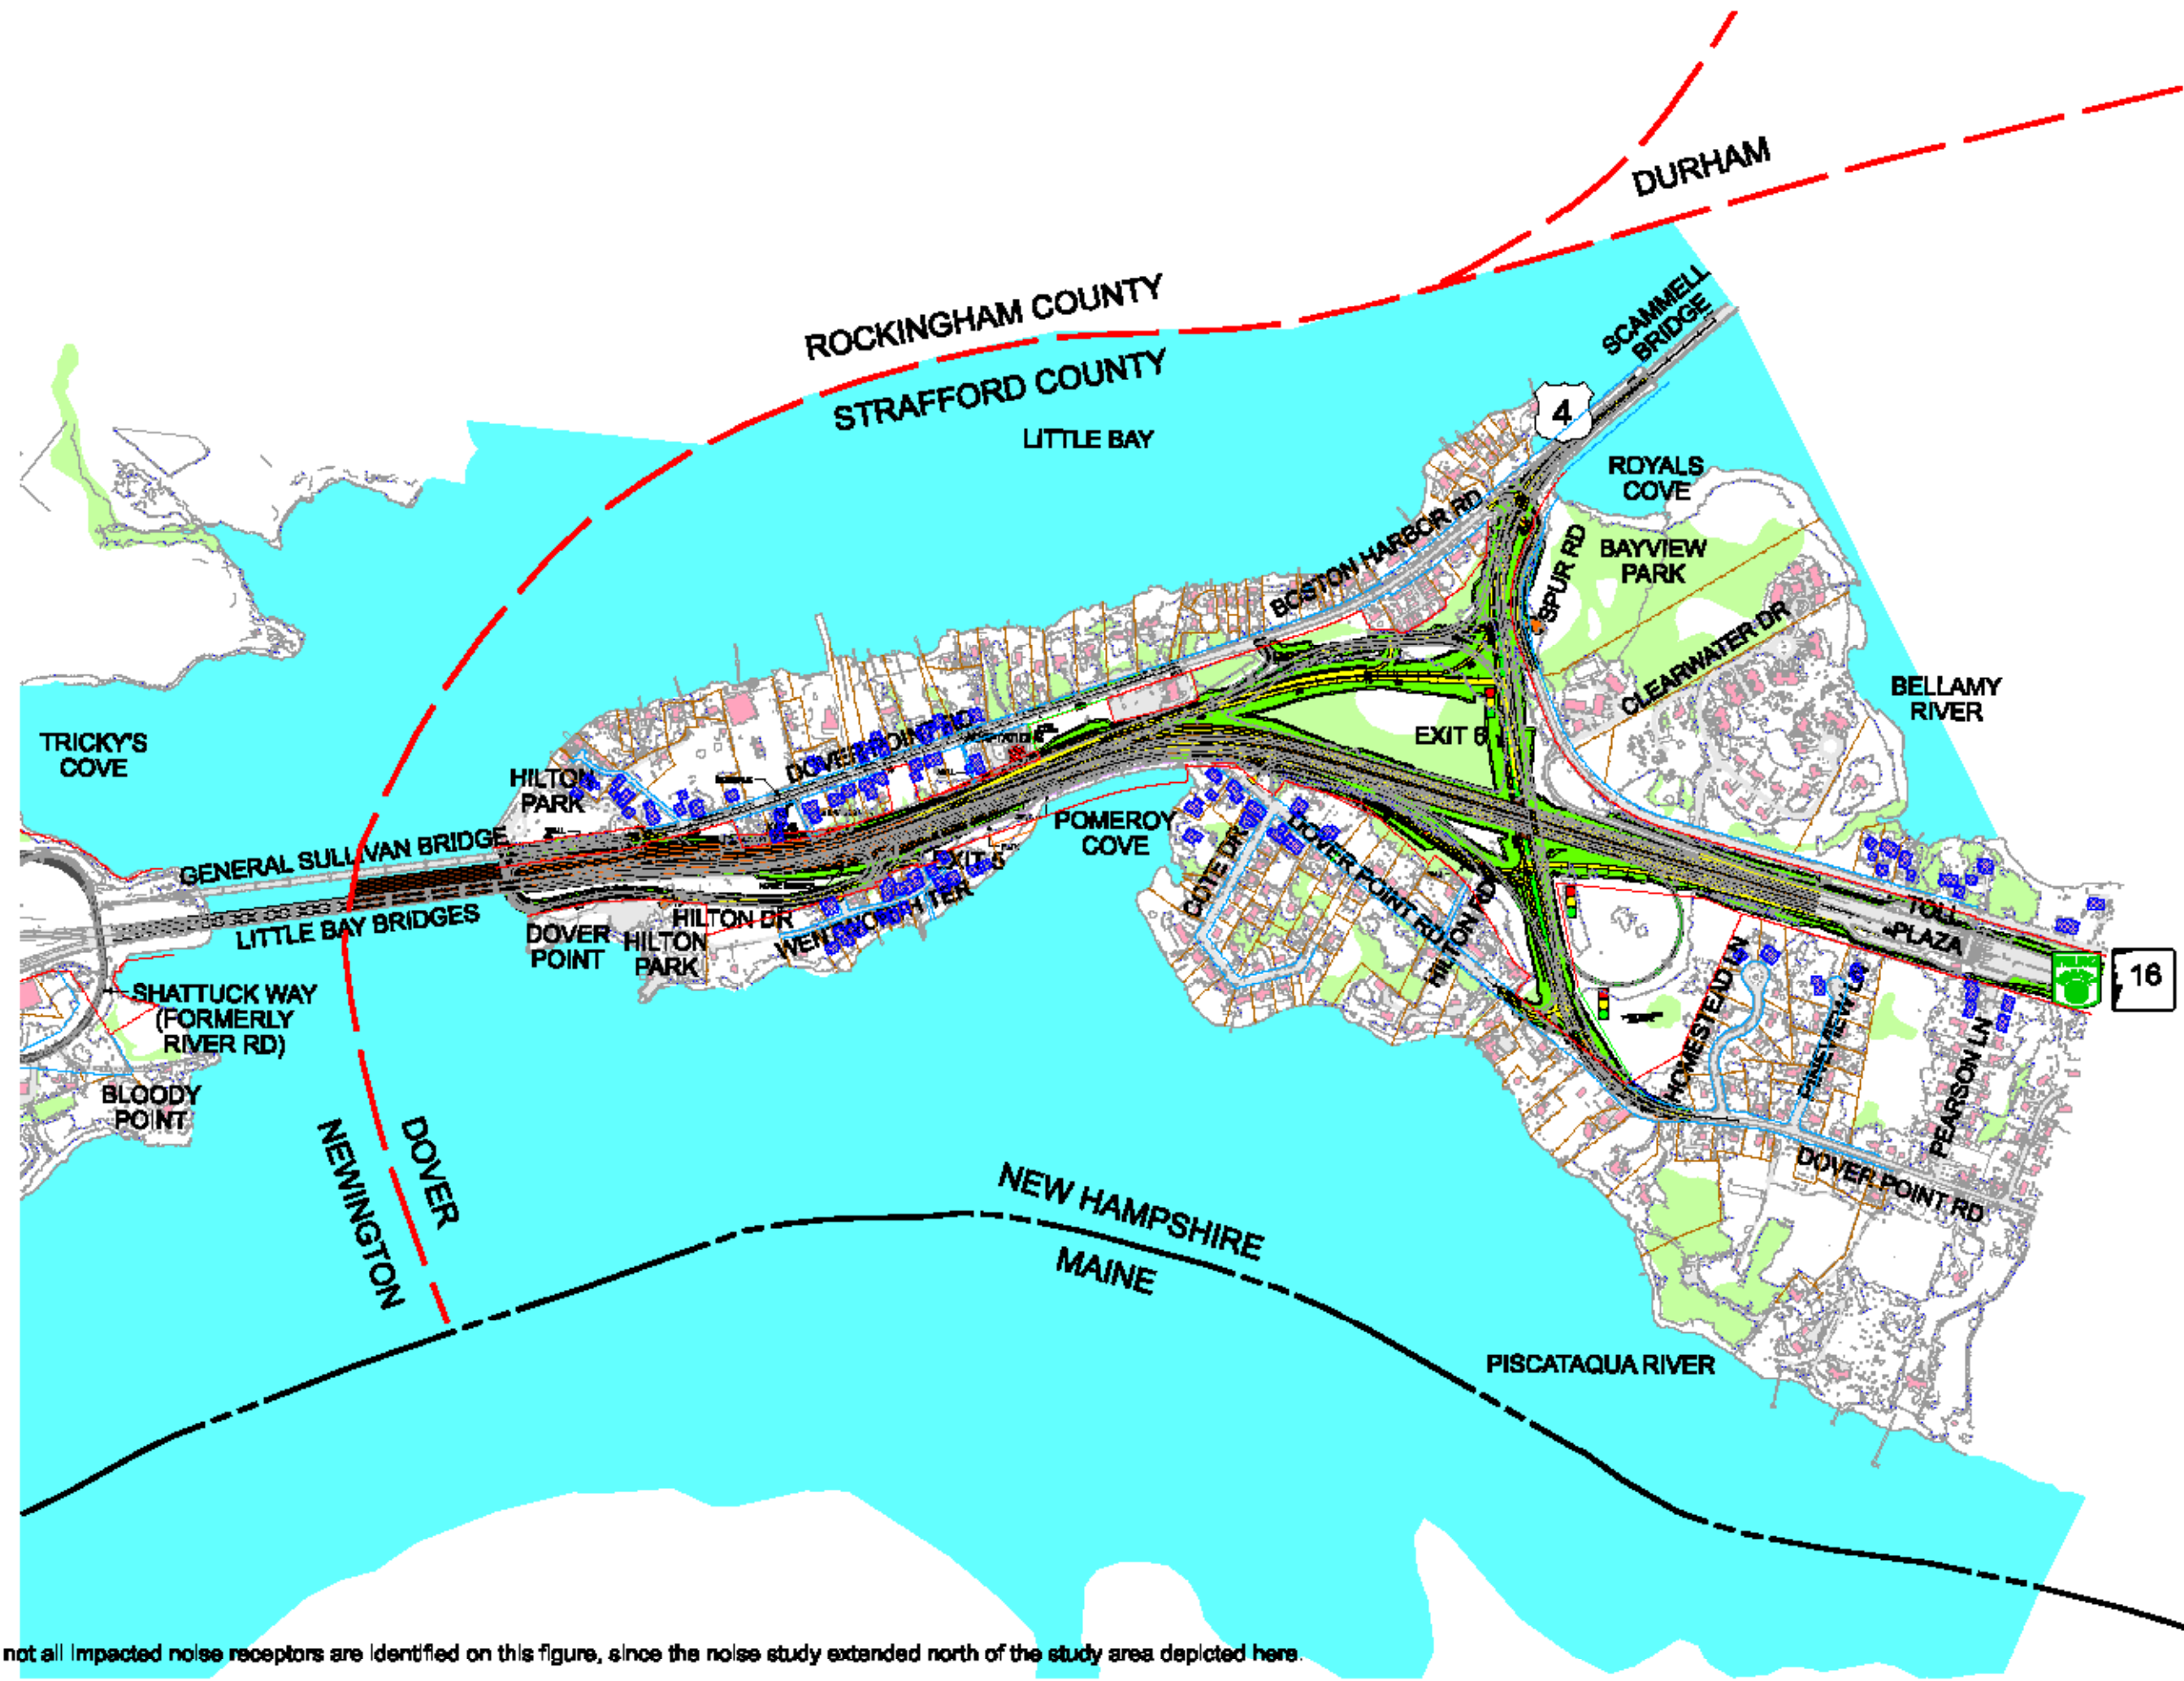 DURHAM
ROCKINGHAM COUNTY
STRAFFORD COUNTY
LITTLE BAY
SCAMMELL
BRIDGE
4
ROYALS
COVE
BOSTON HARBOR RD
SPUR RD
BAYVIEW
PARK
CLEARWATER DR
BELLAMY
RIVER
EXIT 6
TRICKY'S
COVE
HILTON
PARK
POMEROY
COVE
GENERAL SULLIVAN BRIDGE
LITTLE BAY BRIDGES
EXIT 5
HILTON DR
WENTWORTH TER
DOVER
POINT
HILTON
PARK
COTE DR
DOVER POINT RD
HILTON RD
TOLL
PLAZA
16
SHATTUCK WAY
(FORMERLY
RIVER RD)
HOMESTEAD LN
PINEVIEW LN
PEARSON LN
BLOODY
POINT
DOVER
NEWINGTON
DOVER POINT RD
NEW HAMPSHIRE
MAINE
PISCATAQUA RIVER
not all impacted noise receptors are identified on this figure, since the noise study extended north of the study area depicted here.